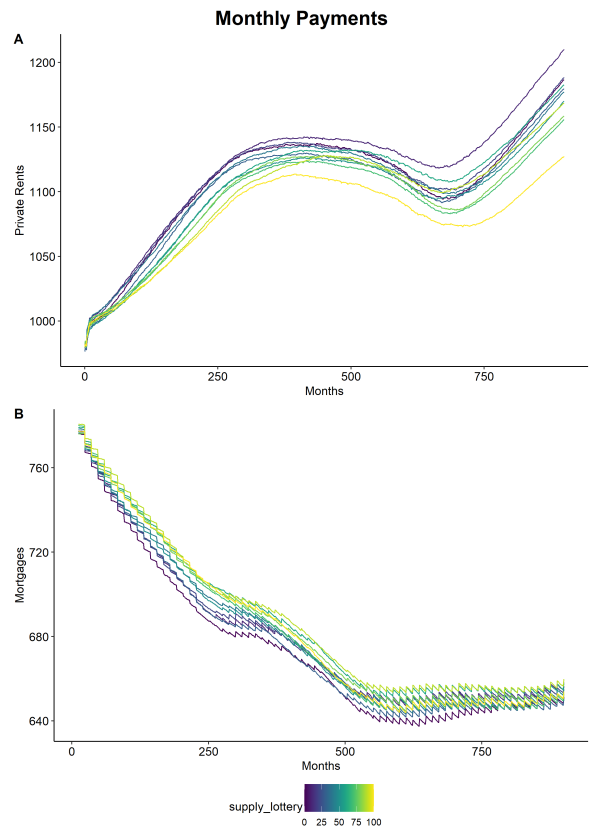 Monthly Payments
A
Private Rents
1200
1150
1100
1050
1000
0 250 500 750
Months
B
Mortgages
760
720
680
640
0 250 500 750
Months
supply_lottery
0 25 50 75 100